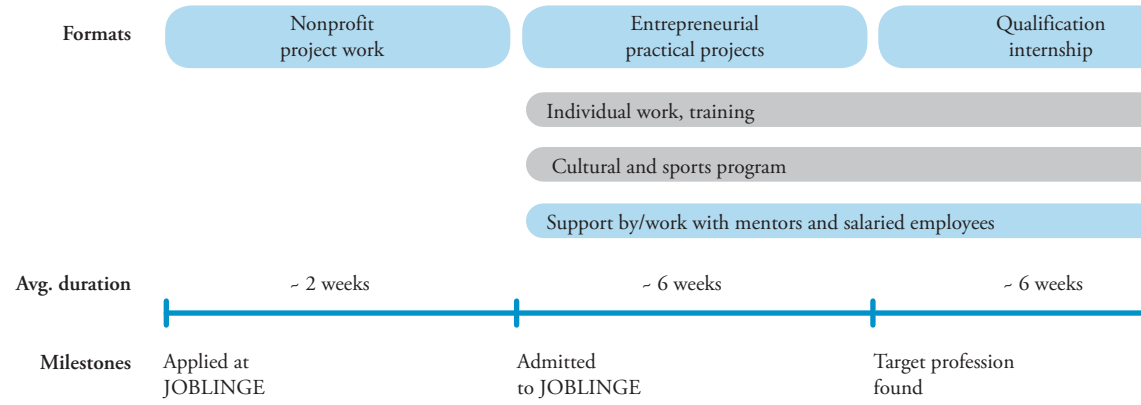 Formats
Nonprofit
project work
Entrepreneurial
practical projects
Qualification
internship
Individual work, training
Cultural and sports program
Support by/work with mentors and salaried employees
Avg. duration
~ 2 weeks
~ 6 weeks
~ 6 weeks
Milestones
Applied at
JOBLINGE
Admitted
to JOBLINGE
Target profession
found